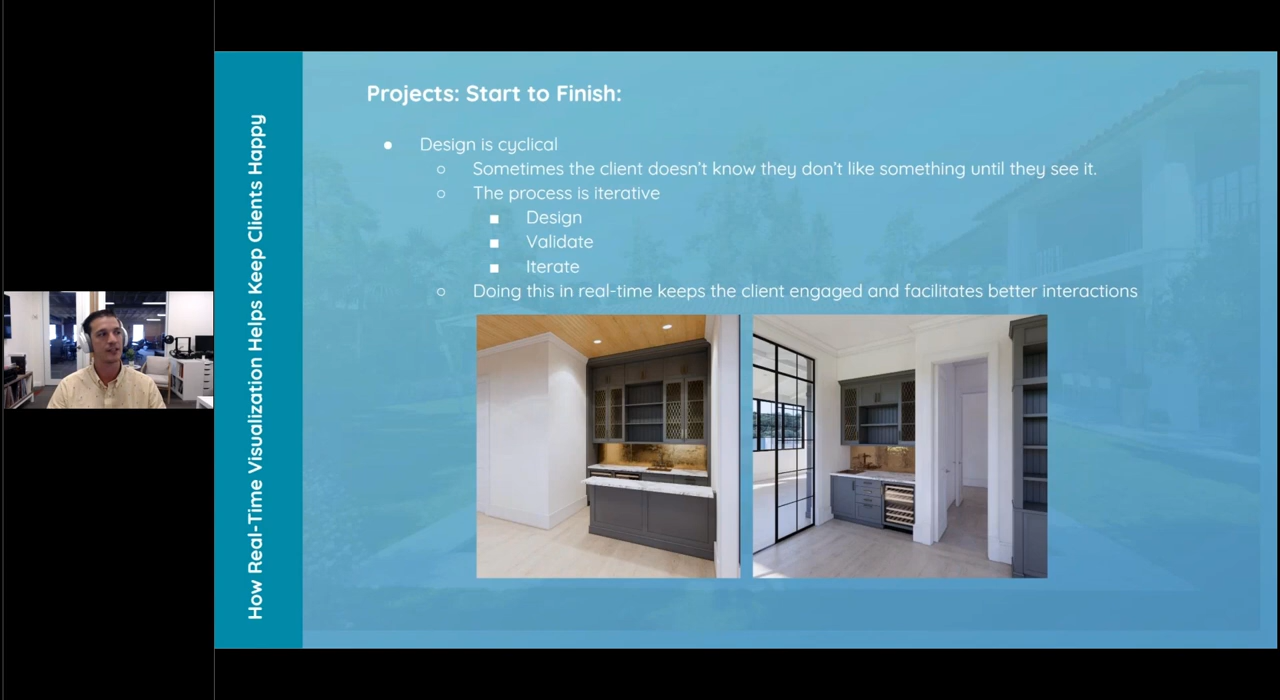 How Real-Time Visualization Helps Keep Clients Happy
Projects: Start to Finish:
Design is cyclical
Sometimes the client doesn't know they don't like something until they see it.
The process is iterative
Design
Validate
Iterate
Doing this in real-time keeps the client engaged and facilitates better interactions